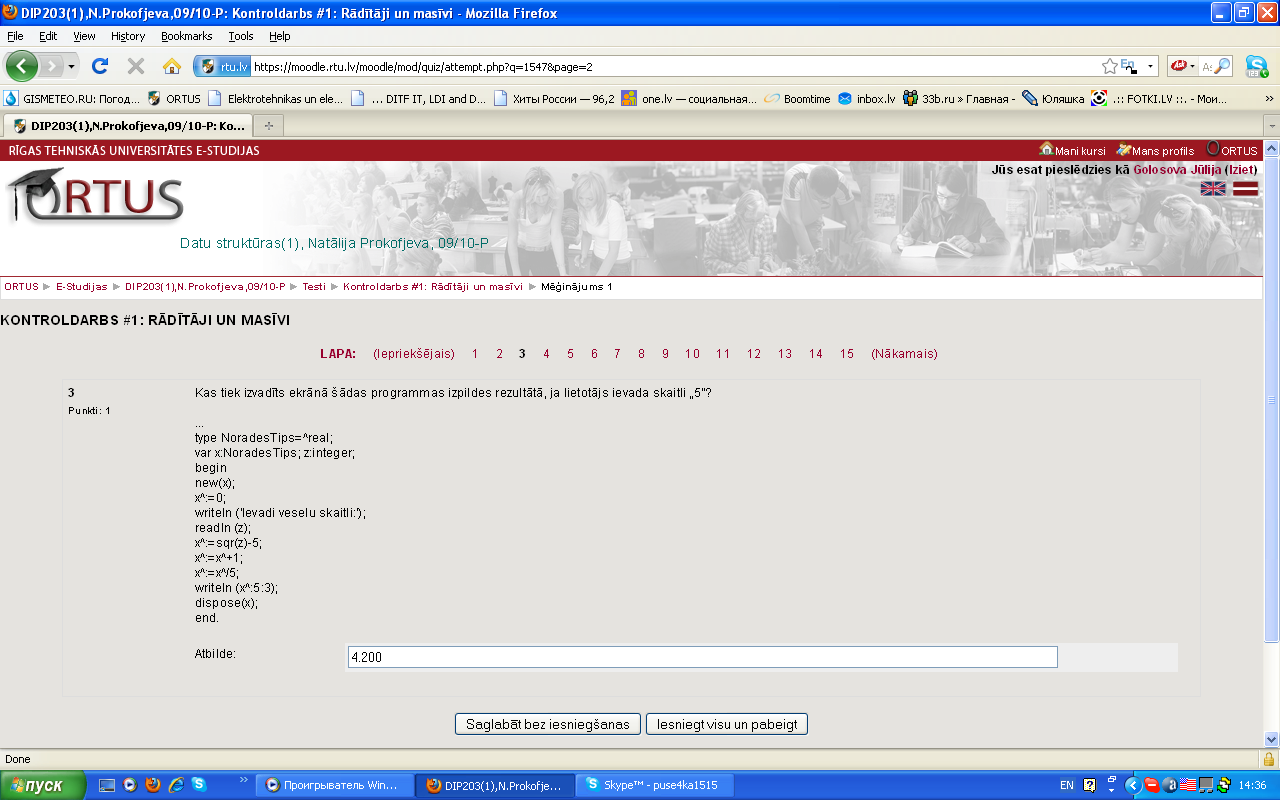 DIP203(1),N.Prokofjeva,09/10-P: Kontroldarbs #1: Rādītāji un masīvi - Mozilla Firefox
File Edit View History Bookmarks Tools Help
rtu.lv https://moodle.rtu.lv/moodle/mod/quiz/attempt.php?q=1547&page=2
GISMETEO.RU: Погод... ORTUS Elektrotehnikas un ele... ... DITF IT, LDI and D... Хиты России — 96,2 one.lv — социальная... Boomtime inbox.lv 33b.ru » Главная - Юляшка .:: FOTKI.LV ::. - Мои... »
DIP203(1),N.Prokofjeva,09/10-P: Ko...
RĪGAS TEHNISKĀS UNIVERSITĀTES E-STUDIJAS Mani kursi Mans profils ORTUS
Jūs esat pieslēdzies kā Golosova Jūlija (Iziet)
ORTUS
Datu struktūras(1), Natālija Prokofjeva, 09/10-P
ORTUS ► E-Studijas ► DIP203(1),N.Prokofjeva,09/10-P ► Testi ► Kontroldarbs #1: Rādītāji un masīvi ► Mēģinājums 1
KONTROLDARBS #1: RĀDĪTĀJI UN MASĪVI
LAPA: (Iepriekšējais) 1 2 3 4 5 6 7 8 9 10 11 12 13 14 15 (Nākamais)
3
Punkti: 1
Kas tiek izvadīts ekrānā šādas programmas izpildes rezultātā, ja lietotājs ievada skaitli „5"?
...
type NoradesTips=^real;
var x:NoradesTips; z:integer;
begin
new(x);
x^:=0;
writeln ('Ievadi veselu skaitli:');
readln (z);
x^:=sqr(z)-5;
x^:=x^+1;
x^:=x^/5;
writeln (x^:5:3);
dispose(x);
end.
Atbilde: 4.200
Saglabāt bez iesniegšanas Iesniegt visu un pabeigt
Done
пуск » Проигрыватель Win... DIP203(1),N.Prokofje... Skype™ - puse4ka1515 EN 14:36